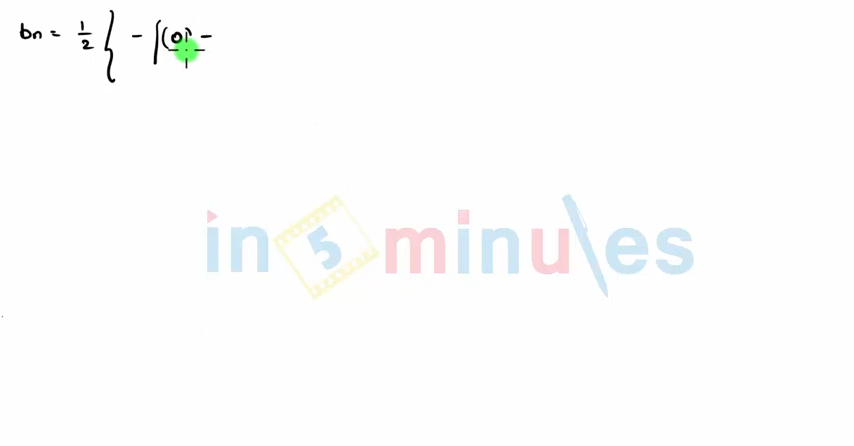 bn = 1/2 { - [(0) -
in 5 minutes